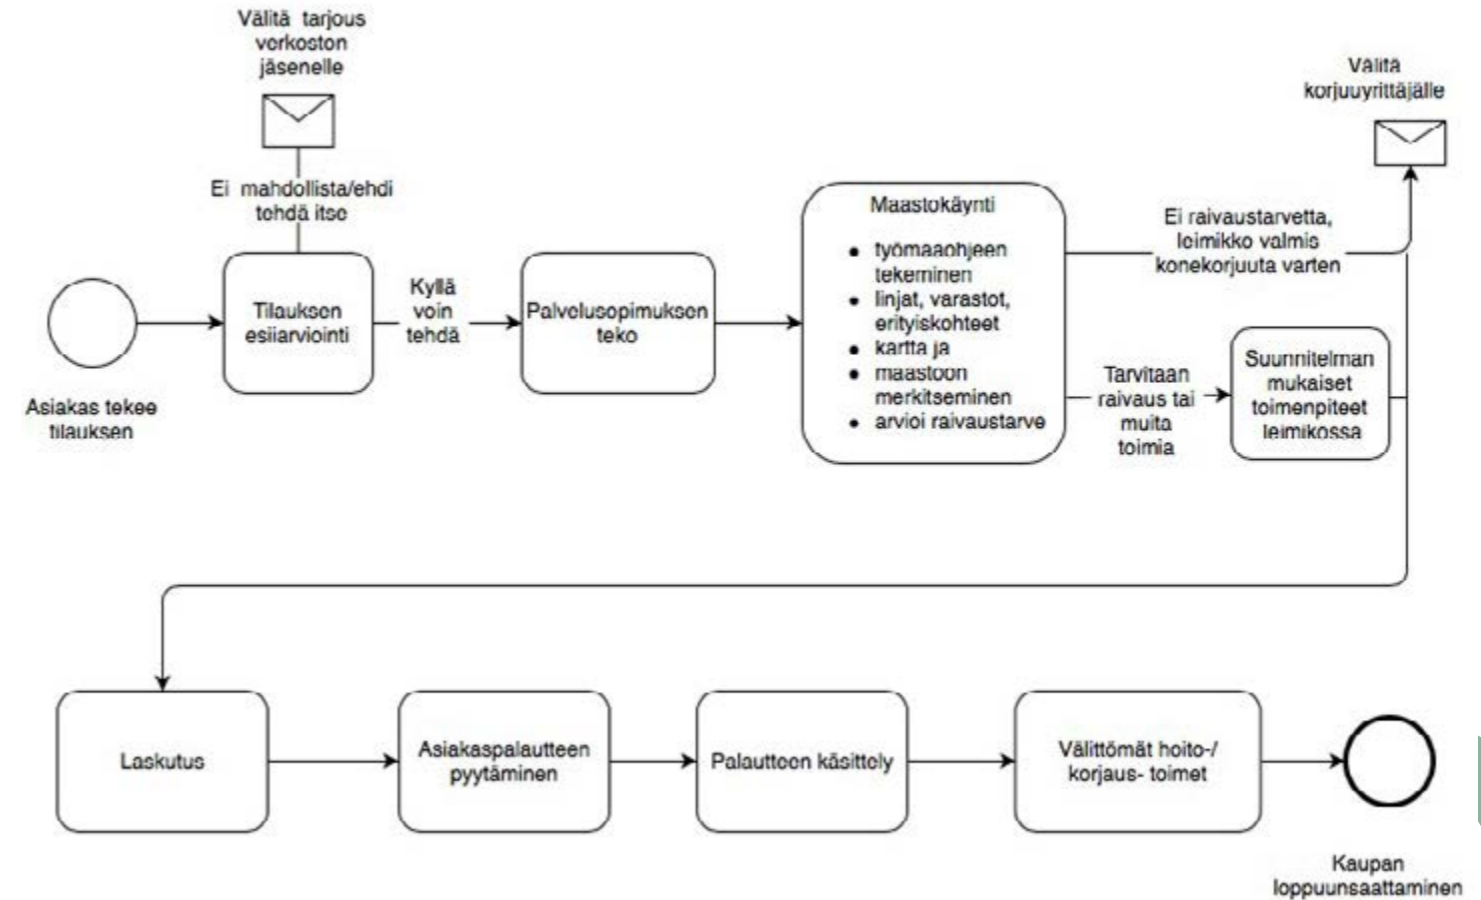 Välitä tarjous
verkoston
jäsenelle
Ei mahdollista/ehdi
tehdä itse
Asiakas tekee
tilauksen
Tilauksen
esiiarviointi
Kyllä
voin
tehdä
Palvelusopimuksen
teko
Maastokäynti
työmaaohjeen
tekeminen
linjat, varastot,
erityiskohteet
kartta ja
maastoon
merkitseminen
arvioi raivaustarve
Ei raivaustarvetta,
leimikko valmis
konekorjuuta varten
Välitä
korjuuyrittäjälle
Tarvitaan
raivaus tai
muita
toimia
Suunnitelman
mukaiset
toimenpiteet
leimikossa
Laskutus
Asiakaspalautteen
pyytäminen
Palautteen käsittely
Välittömät hoito-/
korjaus- toimet
Kaupan
loppuunsaattaminen